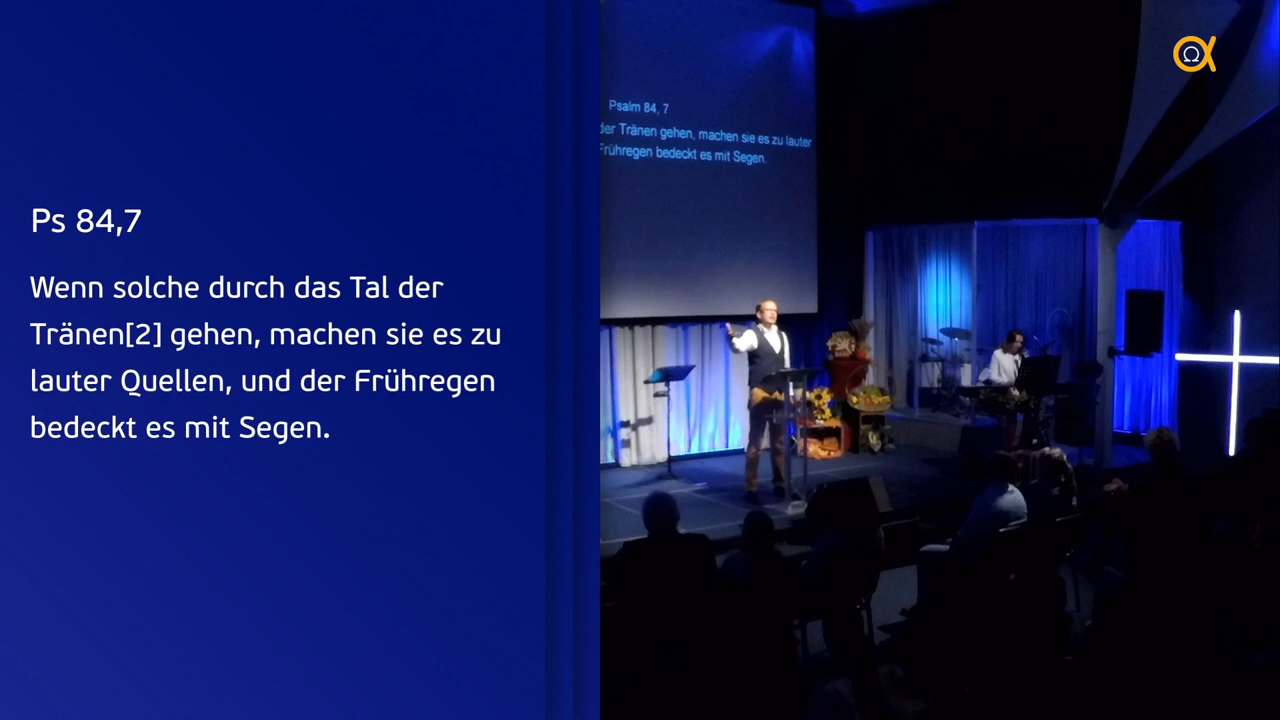 Ps 84,7
Wenn solche durch das Tal der
Tränen[2] gehen, machen sie es zu
lauter Quellen, und der Frühregen
bedeckt es mit Segen.
Psalm 84, 7
der Tränen gehen, machen sie es zu lauter
Frühregen bedeckt es mit Segen.
Ω